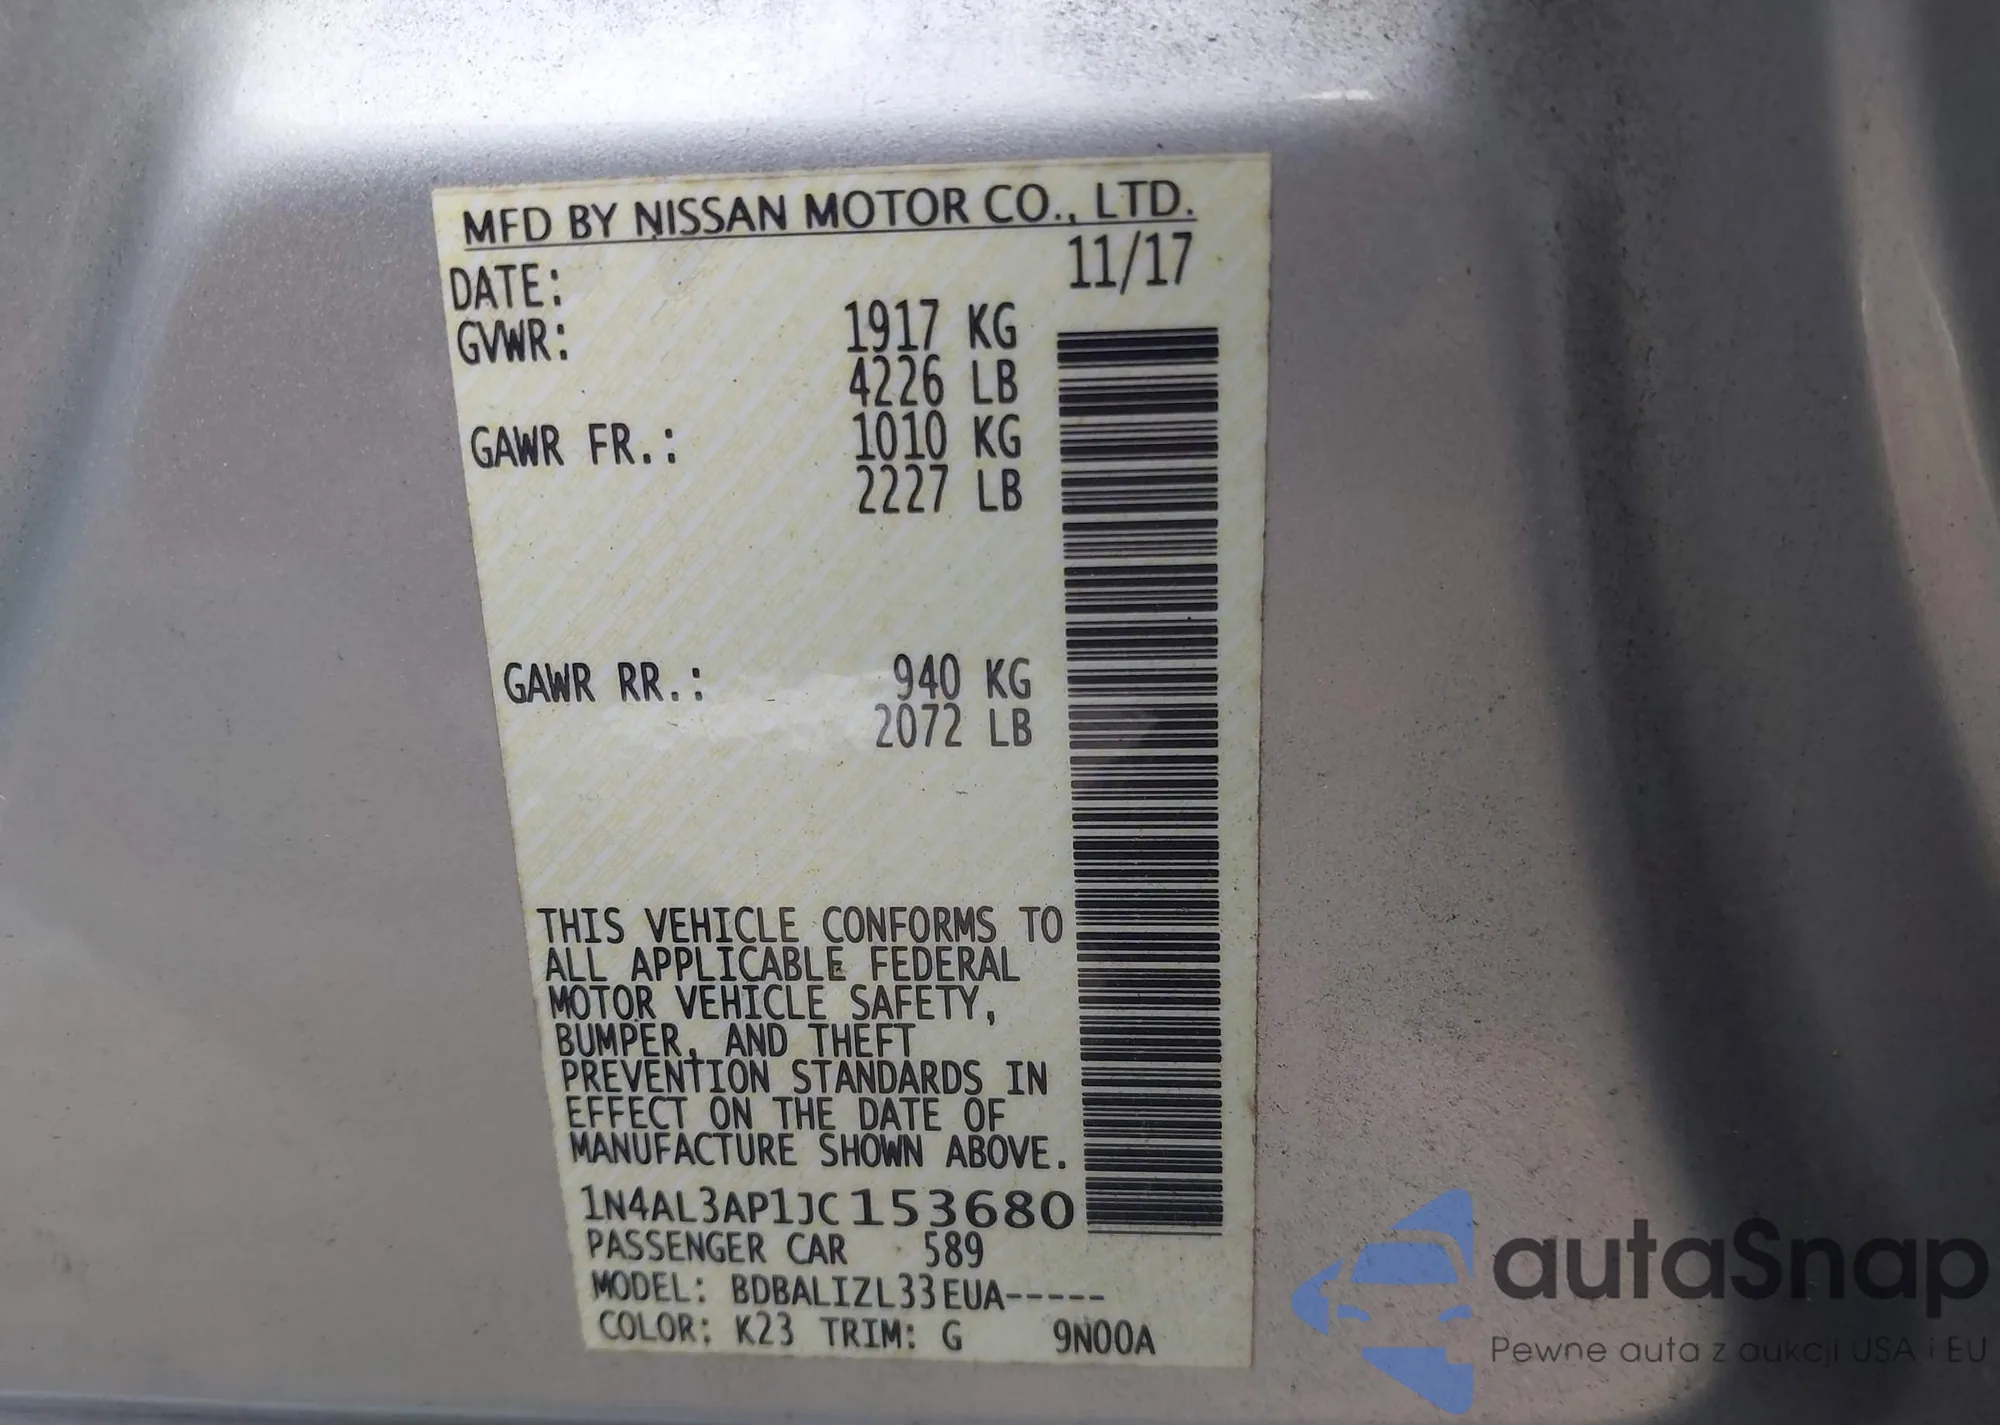 MFD BY NISSAN MOTOR CO., LTD.
DATE: 11/17
GVWR: 1917 KG
4226 LB
GAWR FR.: 1010 KG
2227 LB
GAWR RR.: 940 KG
2072 LB
THIS VEHICLE CONFORMS TO
ALL APPLICABLE FEDERAL
MOTOR VEHICLE SAFETY,
BUMPER, AND THEFT
PREVENTION STANDARDS IN
EFFECT ON THE DATE OF
MANUFACTURE SHOWN ABOVE.
1N4AL3AP1JC153680
PASSENGER CAR 589
MODEL: BDBALIZL33EUA-----
COLOR: K23 TRIM: G 9N00A
autaSnap
Pewne auta z aukcji USA i EU